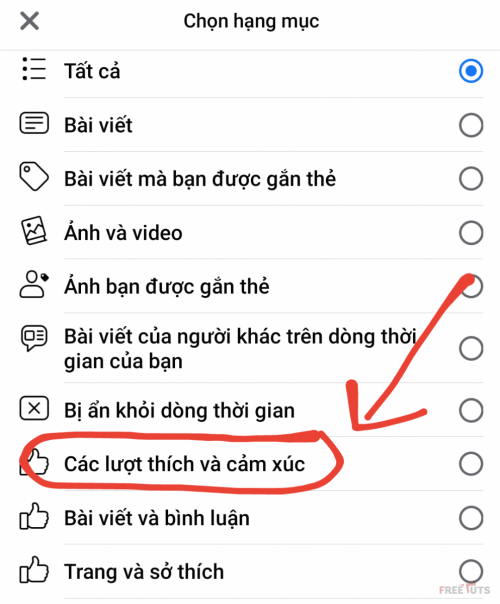 Chọn hạng mục
Tất cả
Bài viết
Bài viết mà bạn được gắn thẻ
Ảnh và video
Ảnh bạn được gắn thẻ
Bài viết của người khác trên dòng thời
gian của bạn
Bị ẩn khỏi dòng thời gian
Các lượt thích và cảm xúc
Bài viết và bình luận
Trang và sở thích
FREETUTS